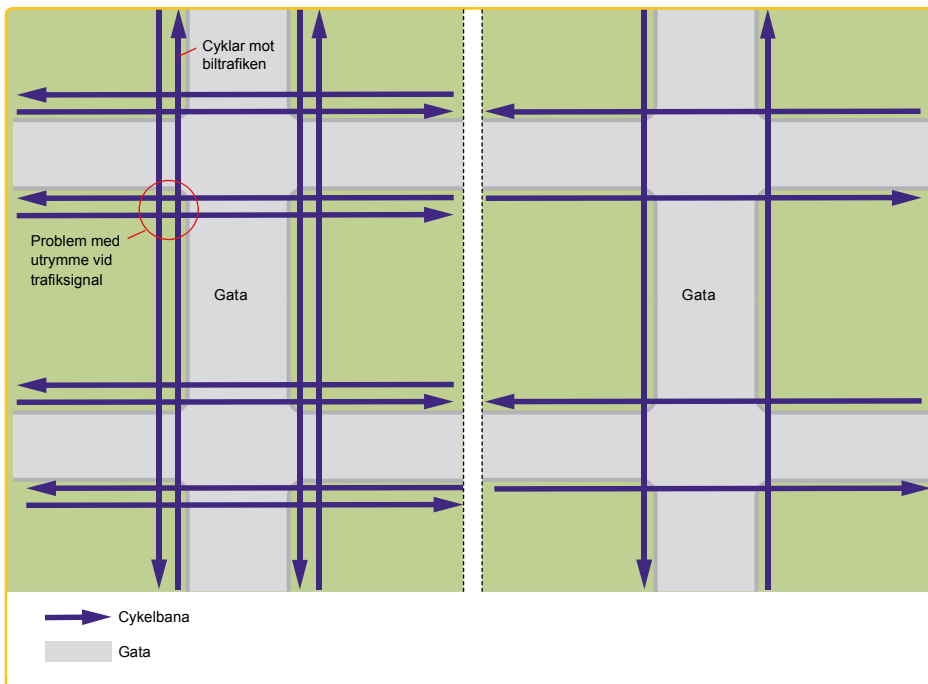 Cyklar mot
biltrafiken
Problem med
utrymme vid
trafiksignal
Gata
Gata
Cykelbana
Gata